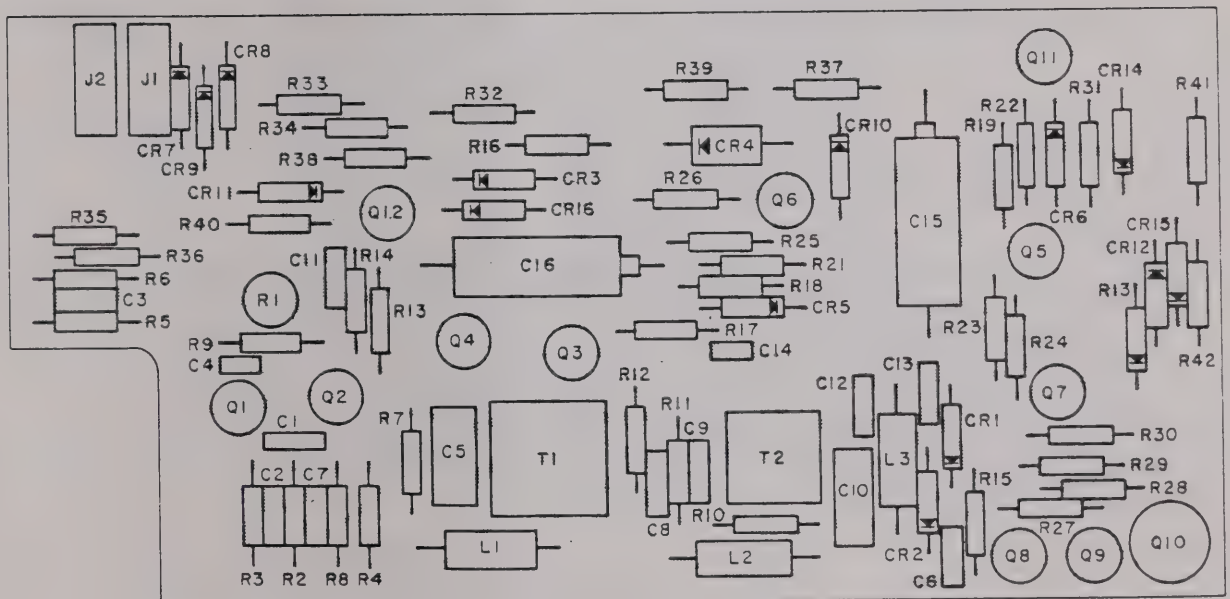 J2 J1 CR8 Q11
R39 R37 CR14
R33 R32 R22 R31 R41
R34 R16 CR4 CR10 R19
CR7 R38
CR9 CR3
CR11 Q12 CR16 R26 Q6 C15 CR6
R35 R40 CR15
R36 C11 R14 C16 R25 Q5 CR12
R6 R21
C3 R1 R13 R18 R13
R5 CR5
R9 Q4 Q3 R17 R23 R24 R42
C4 C14
Q1 Q2 R12 C12 C13 Q7
C1 R7 R11 C9 CR1 R30
C5 T1 T2 L3
C2 C7 C10 R15 R29
R28
C8 R10 R27
L1 L2 CR2 Q8 Q9 Q10
R3 R2 R8 R4 C6